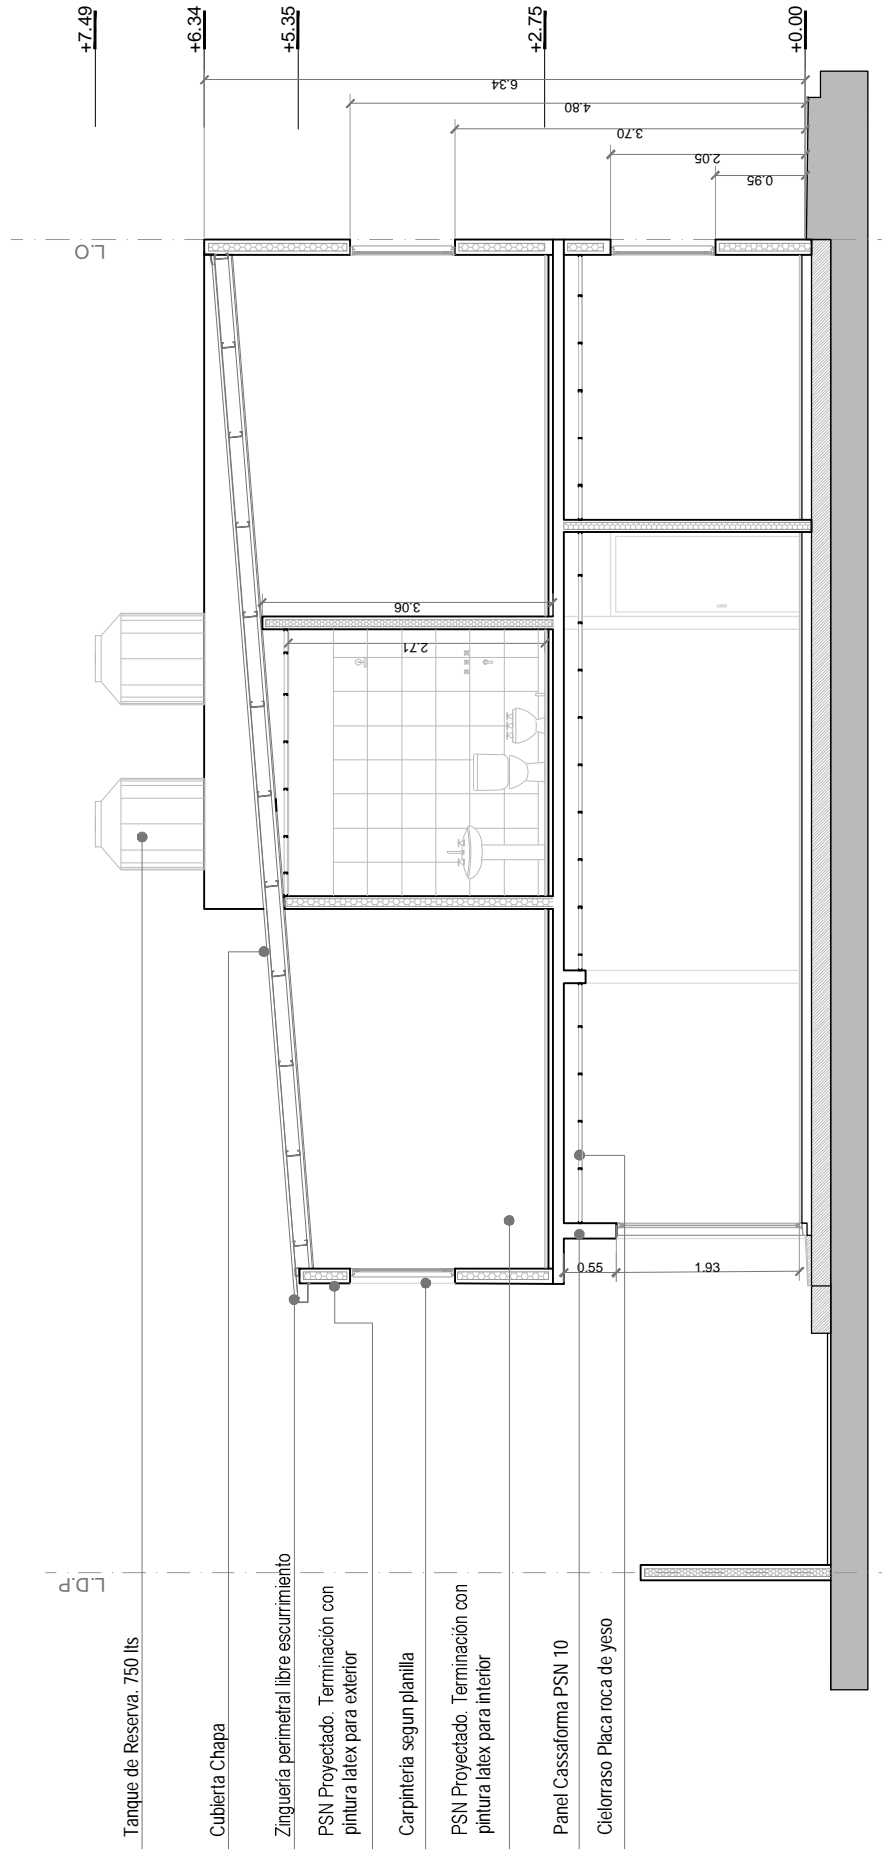 +7.49
+6.34
+5.35
+2.75
+0.00
6.34
4.80
3.70
2.05
0.95
L.O
3.06
2.71
0.55
1.93
L.D.P
Tanque de Reserva. 750 lts
Cubierta Chapa
Zinguería perimetral libre escurrimiento
PSN Proyectado. Terminación con
pintura latex para exterior
Carpinteria segun planilla
PSN Proyectado. Terminación con
pintura latex para interior
Panel Cassaforma PSN 10
Cielorraso Placa roca de yeso